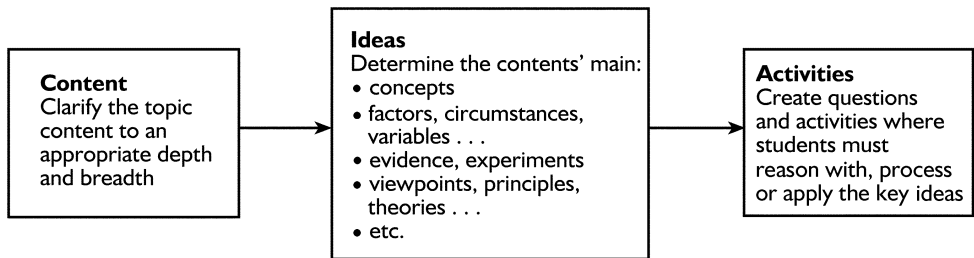 Content
Clarify the topic
content to an
appropriate depth
and breadth
Ideas
Determine the contents’ main:
• concepts
• factors, circumstances,
variables . . .
• evidence, experiments
• viewpoints, principles,
theories . . .
• etc.
Activities
Create questions
and activities where
students must
reason with, process
or apply the key ideas